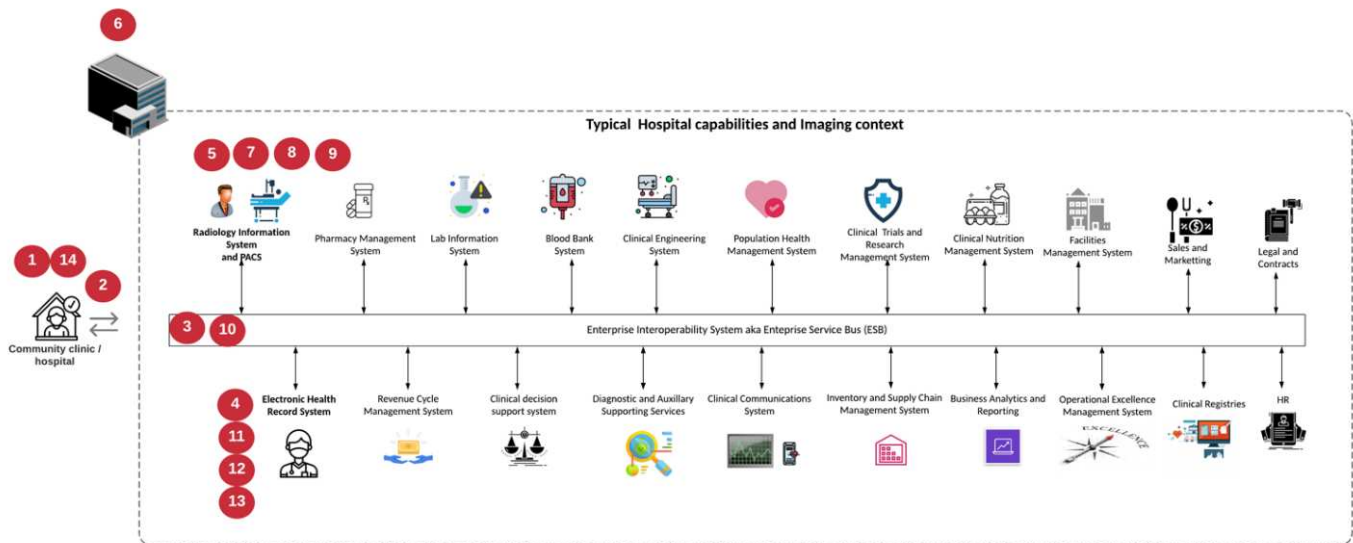 6
Typical Hospital capabilities and Imaging context
5 7 8 9
Radiology Information
System
and PACS
Pharmacy Management
System
Lab Information
System
Blood Bank
System
Clinical Engineering
System
Population Health
Management System
Clinical Trials and
Research
Management System
Clinical Nutrition
Management System
Facilities
Management System
Sales and
Marketting
Legal and
Contracts
1 14
2
Community clinic /
hospital
3 10
Enterprise Interoperability System aka Enteprise Service Bus (ESB)
4
11
12
13
Electronic Health
Record System
Revenue Cycle
Management System
Clinical decision
support system
Diagnostic and Auxillary
Supporting Services
Clinical Communications
System
Inventory and Supply Chain
Management System
Business Analytics and
Reporting
Operational Excellence
Management System
EXCELLENCE
Clinical Registries
HR